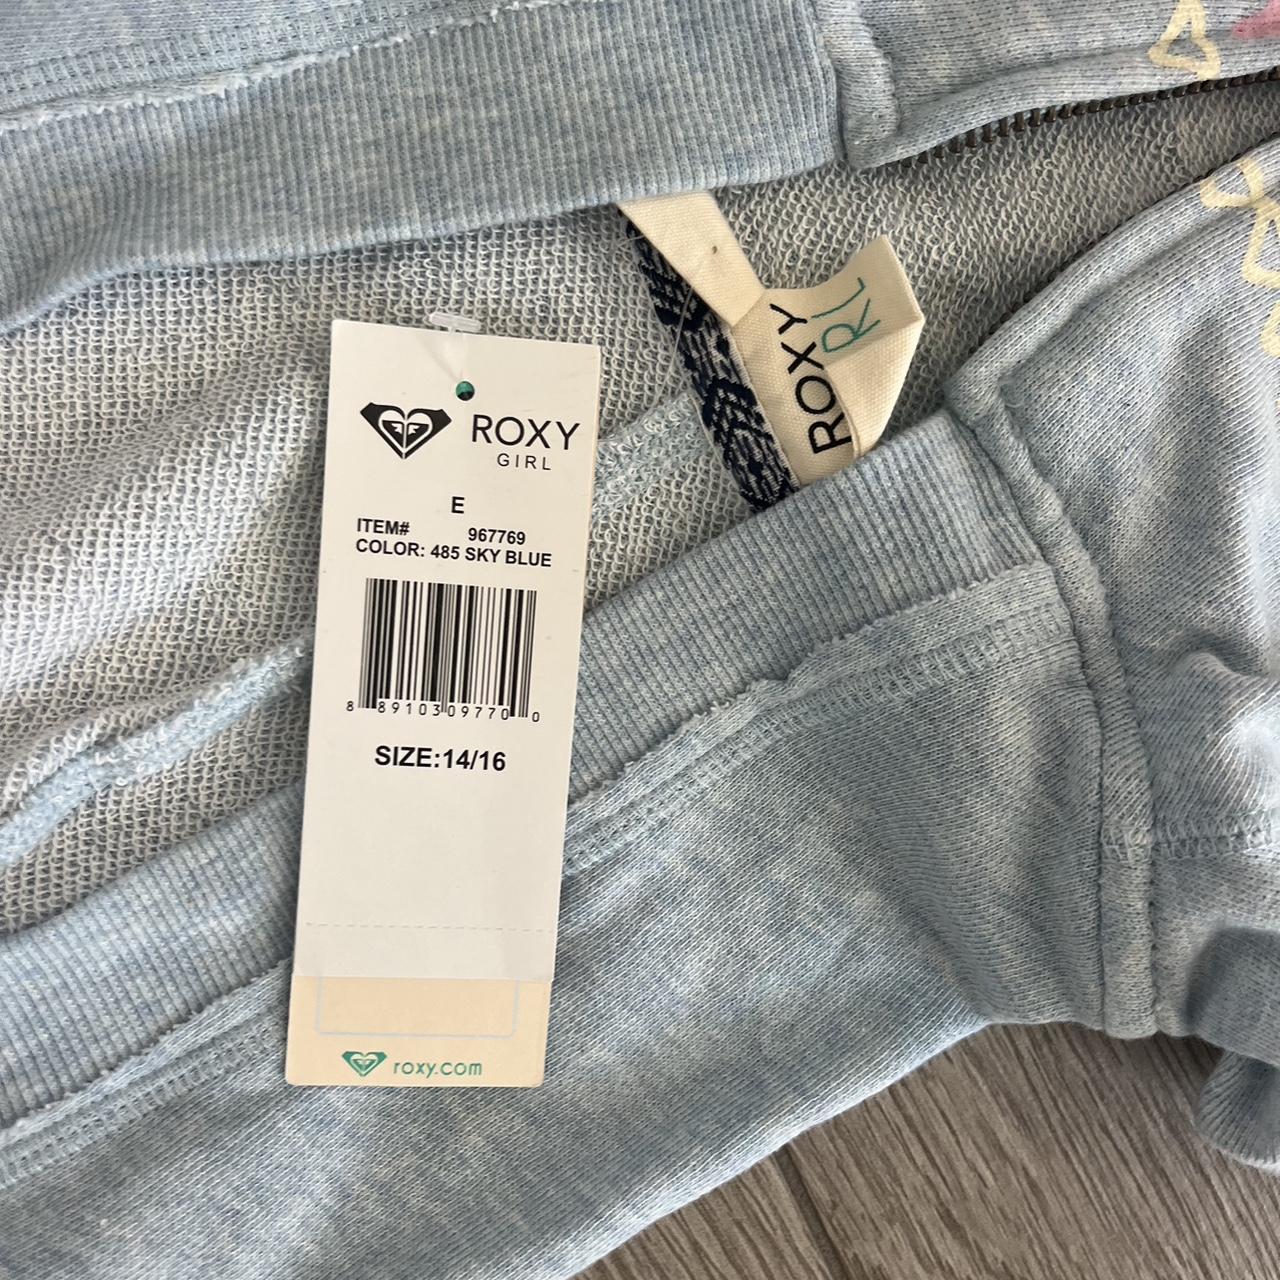 ROXY
GIRL
E
ITEM# 967769
COLOR: 485 SKY BLUE
8 89103 09770 0
SIZE:14/16
roxy.com
ROXY
RL